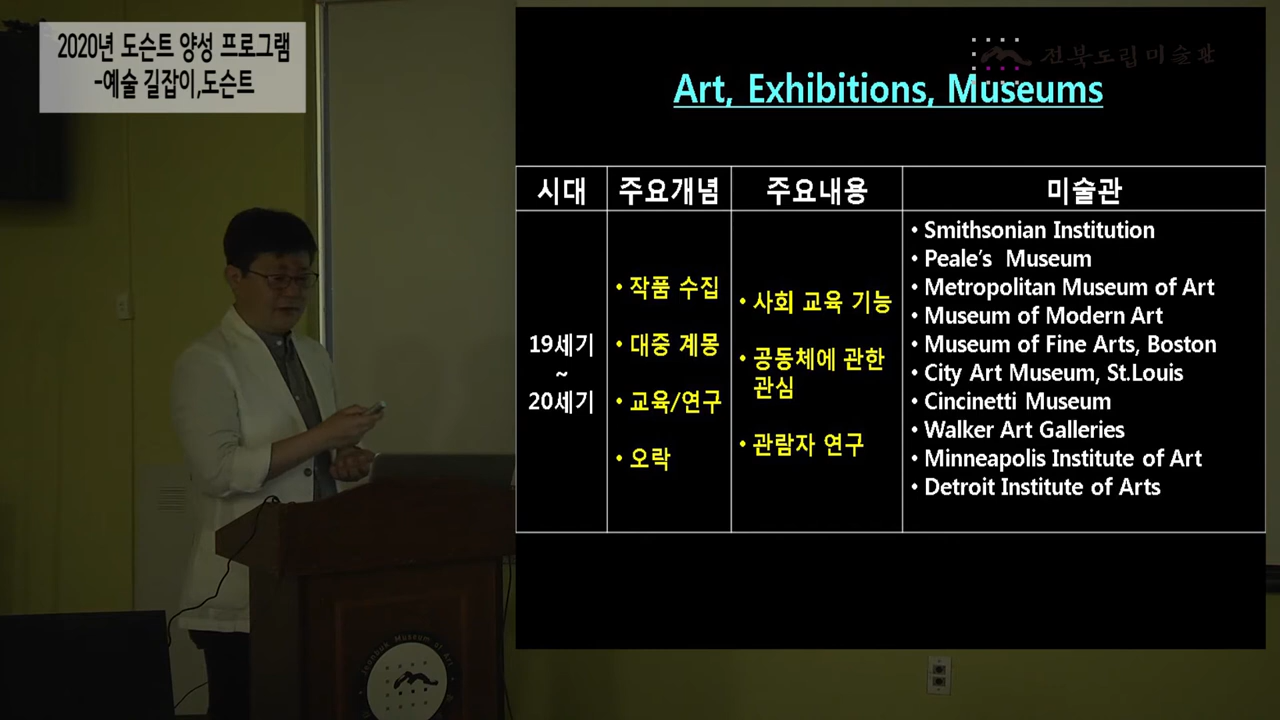 2020년 도슨트 양성 프로그램
-예술 길잡이,도슨트
전북도립미술관
Art, Exhibitions, Museums
시대
주요개념
주요내용
미술관
19세기
~
20세기
• 작품 수집
• 대중 계몽
• 교육/연구
• 오락
• 사회 교육 기능
• 공동체에 관한
관심
• 관람자 연구
• Smithsonian Institution
• Peale's Museum
• Metropolitan Museum of Art
• Museum of Modern Art
• Museum of Fine Arts, Boston
• City Art Museum, St.Louis
• Cincinetti Museum
• Walker Art Galleries
• Minneapolis Institute of Art
• Detroit Institute of Arts
Jeonbuk Museum of Art